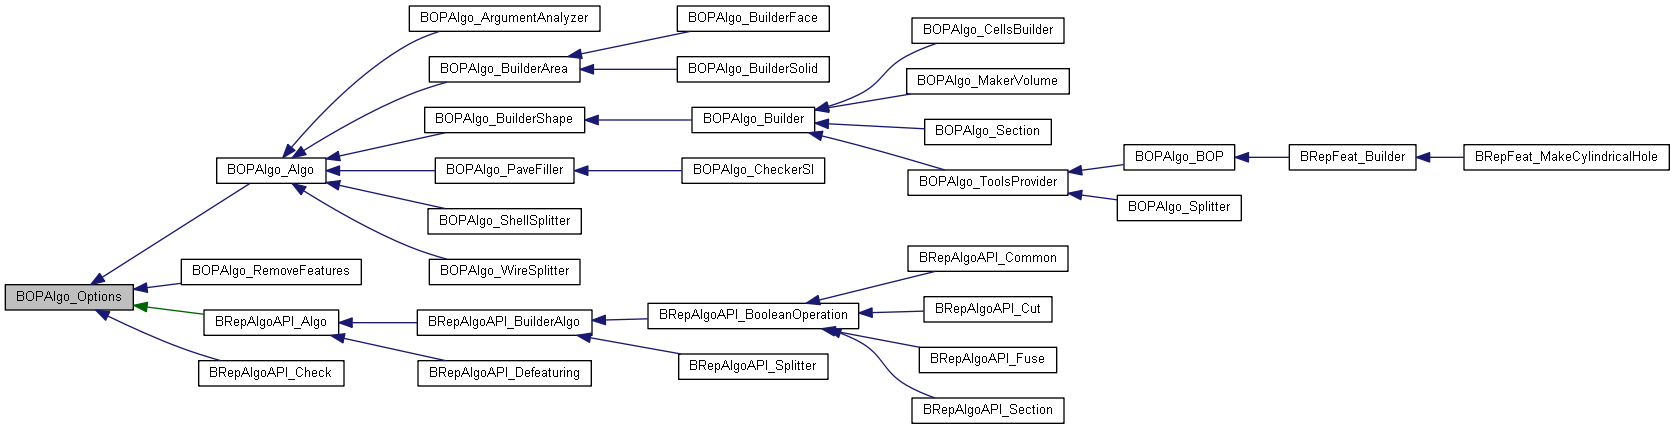 BOPAlgo_ArgumentAnalyzer
BOPAlgo_BuilderFace
BOPAlgo_CellsBuilder
BOPAlgo_BuilderArea
BOPAlgo_BuilderSolid
BOPAlgo_MakerVolume
BOPAlgo_BuilderShape
BOPAlgo_Builder
BOPAlgo_Section
BOPAlgo_BOP
BRepFeat_Builder
BRepFeat_MakeCylindricalHole
BOPAlgo_Algo
BOPAlgo_PaveFiller
BOPAlgo_CheckerSI
BOPAlgo_ToolsProvider
BOPAlgo_Splitter
BOPAlgo_ShellSplitter
BOPAlgo_WireSplitter
BRepAlgoAPI_Common
BOPAlgo_RemoveFeatures
BOPAlgo_Options
BRepAlgoAPI_Algo
BRepAlgoAPI_BuilderAlgo
BRepAlgoAPI_BooleanOperation
BRepAlgoAPI_Cut
BRepAlgoAPI_Fuse
BRepAlgoAPI_Check
BRepAlgoAPI_Defeaturing
BRepAlgoAPI_Splitter
BRepAlgoAPI_Section